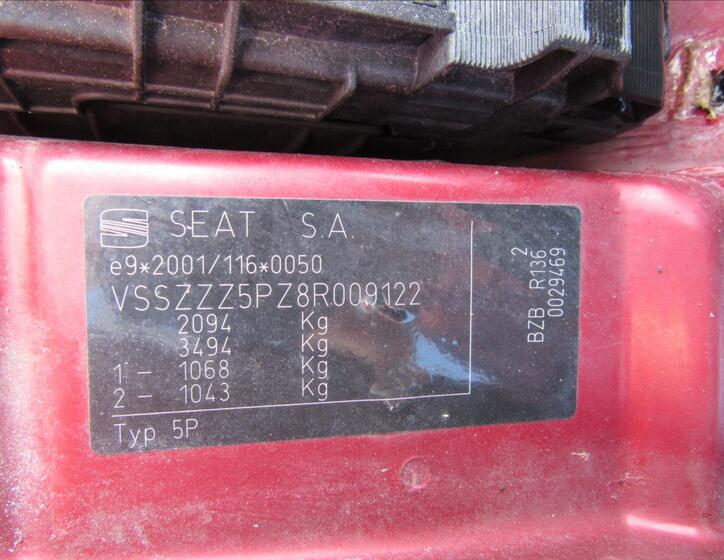 SEAT S.A.
e9*2001/116*0050
VSSZZZ5PZ8R009122
2094 Kg
3494 Kg
1 - 1068 Kg
2 - 1043 Kg
Typ 5P
BZB R136 2
0029469